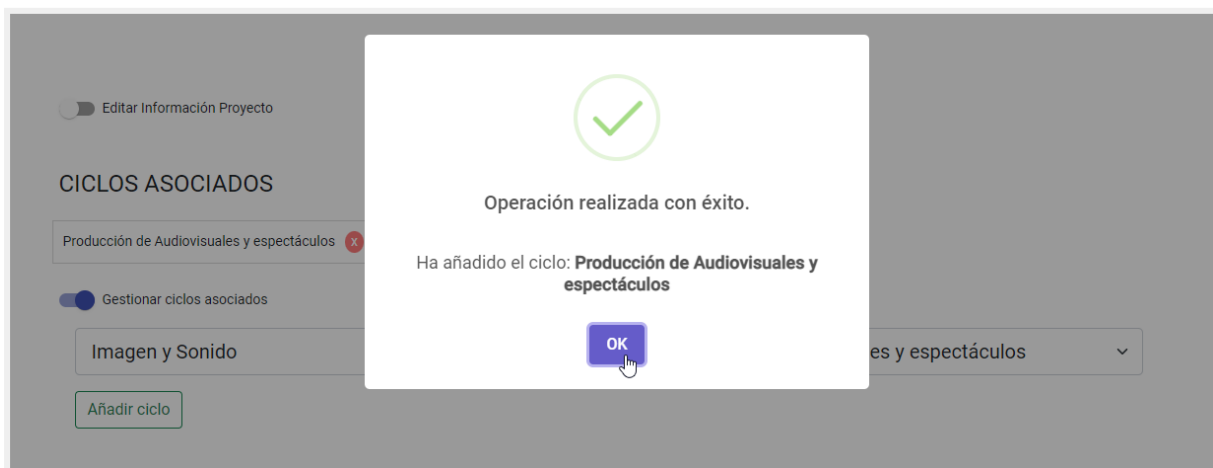 Editar Información Proyecto
CICLOS ASOCIADOS
Producción de Audiovisuales y espectáculos x
Gestionar ciclos asociados
Imagen y Sonido
es y espectáculos
Añadir ciclo
Operación realizada con éxito.
Ha añadido el ciclo: Producción de Audiovisuales y
espectáculos
OK